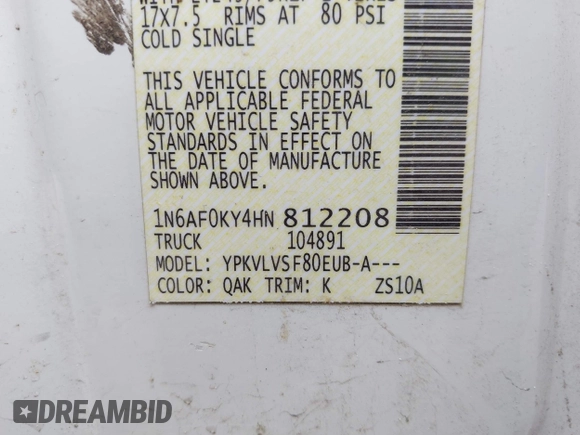 17X7.5 RIMS AT 80 PSI
COLD SINGLE
THIS VEHICLE CONFORMS TO
ALL APPLICABLE FEDERAL
MOTOR VEHICLE SAFETY
STANDARDS IN EFFECT ON
THE DATE OF MANUFACTURE
SHOWN ABOVE.
1N6AF0KY4HN 812208
TRUCK 104891
MODEL: YPKVLVSF80EUB-A---
COLOR: QAK TRIM: K ZS10A
DREAMBID